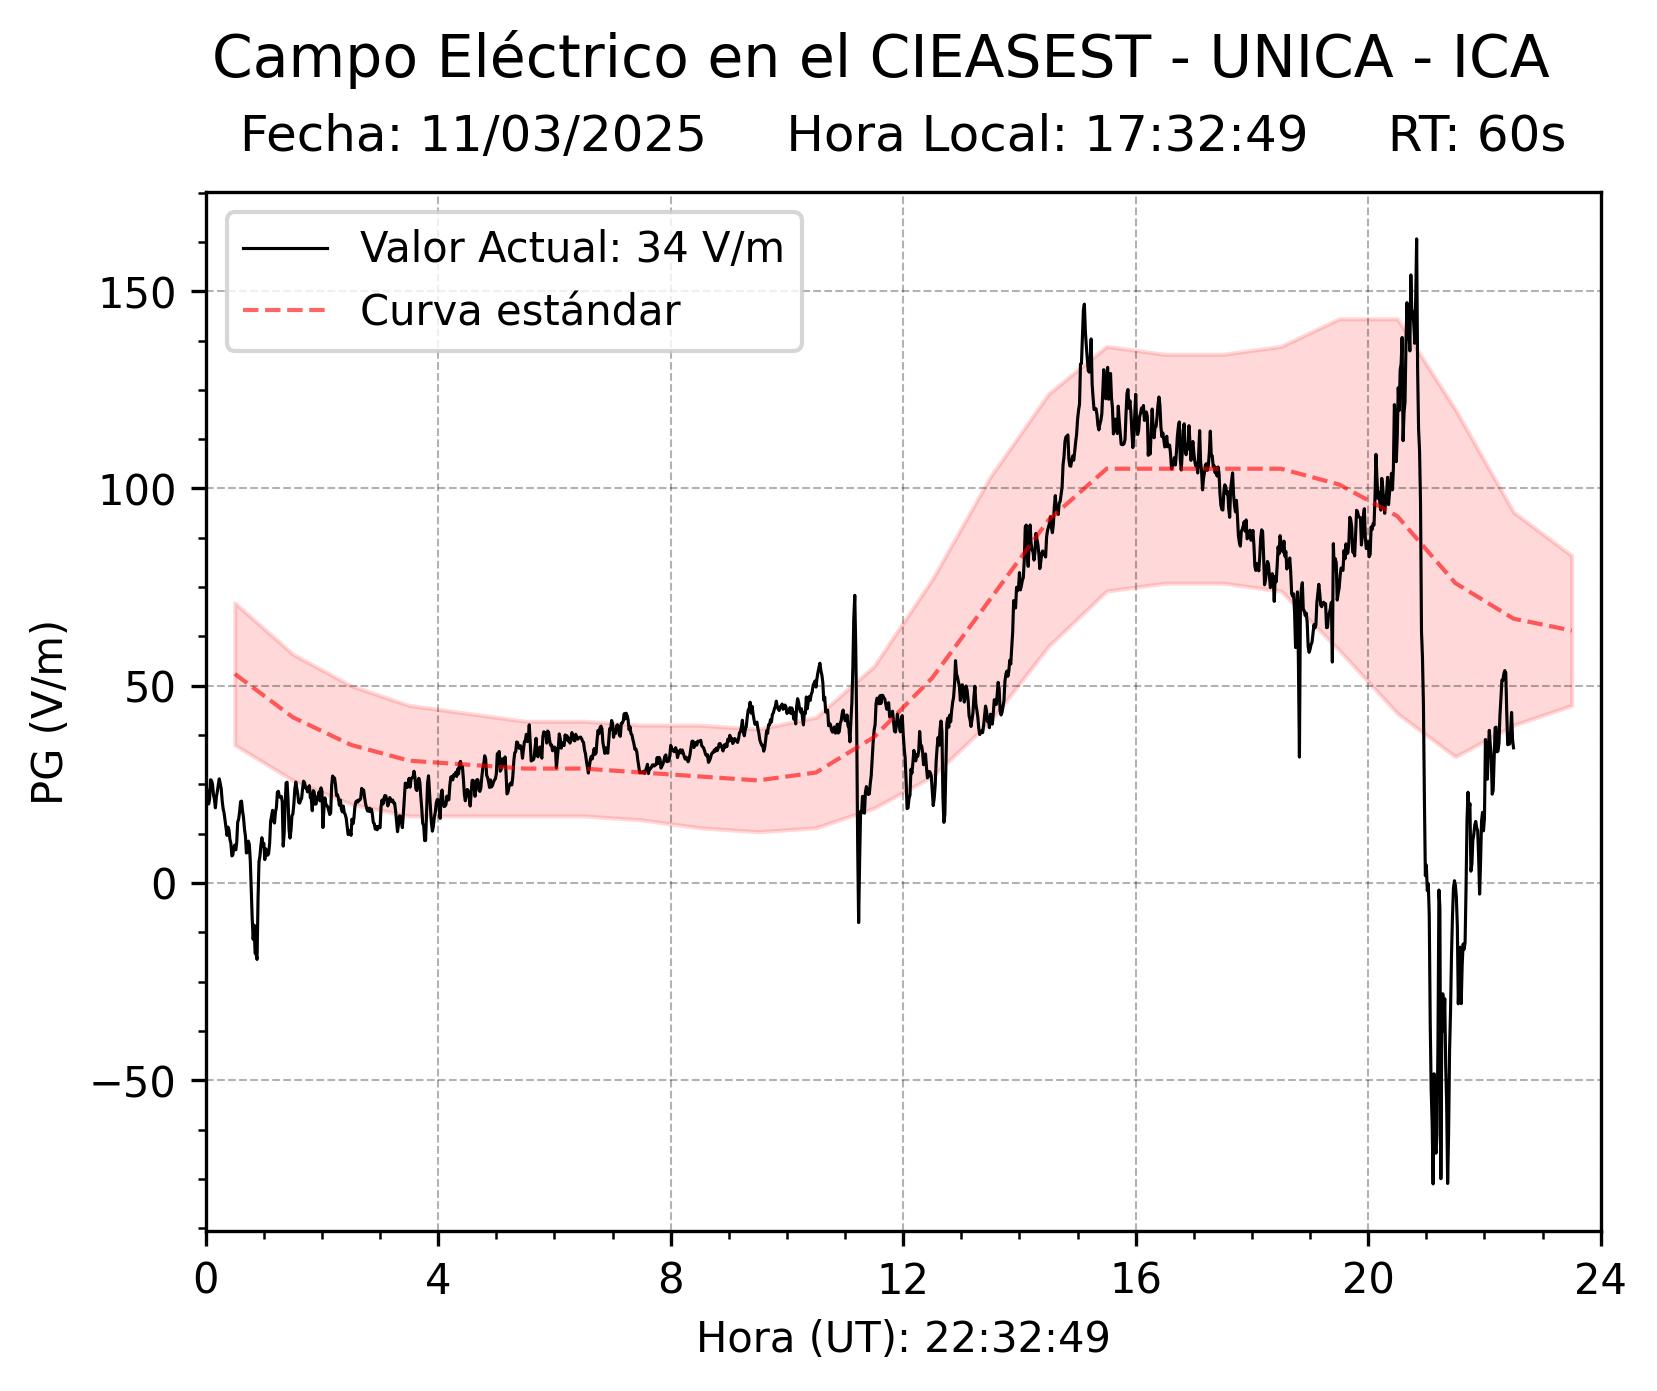 Campo Eléctrico en el CIEASEST - UNICA - ICA
Fecha: 11/03/2025 Hora Local: 17:32:49 RT: 60s
Valor Actual: 34 V/m
Curva estándar
PG (V/m)
150
100
50
0
−50
0 4 8 12 16 20 24
Hora (UT): 22:32:49